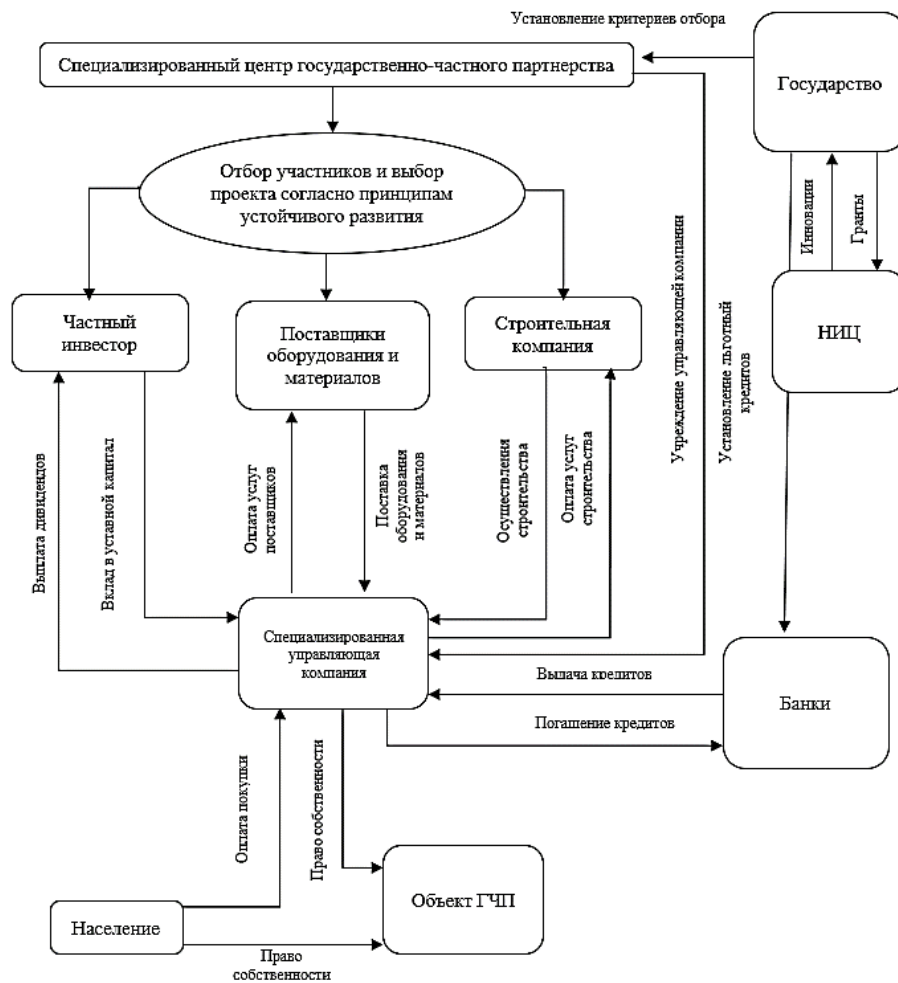 Установление критериев отбора
Специализированный центр государственно-частного партнерства
Государство
Отбор участников и выбор
проекта согласно принципам
устойчивого развития
Инновации
Гранты
Частный
инвестор
Поставщики
оборудования и
материалов
Строительная
компания
НИЦ
Учреждение управляющей компании
Установление льготный
кредитов
Выплата дивидендов
Вклад в уставной капитал
Оплата услуг
поставщиков
Поставка
оборудования
и материалов
Осуществления
строительства
Оплата услуг
строительства
Специализированная
управляющая
компания
Выдача кредитов
Погашение кредитов
Банки
Оплата покупки
Право собственности
Объект ГЧП
Население
Право
собственности